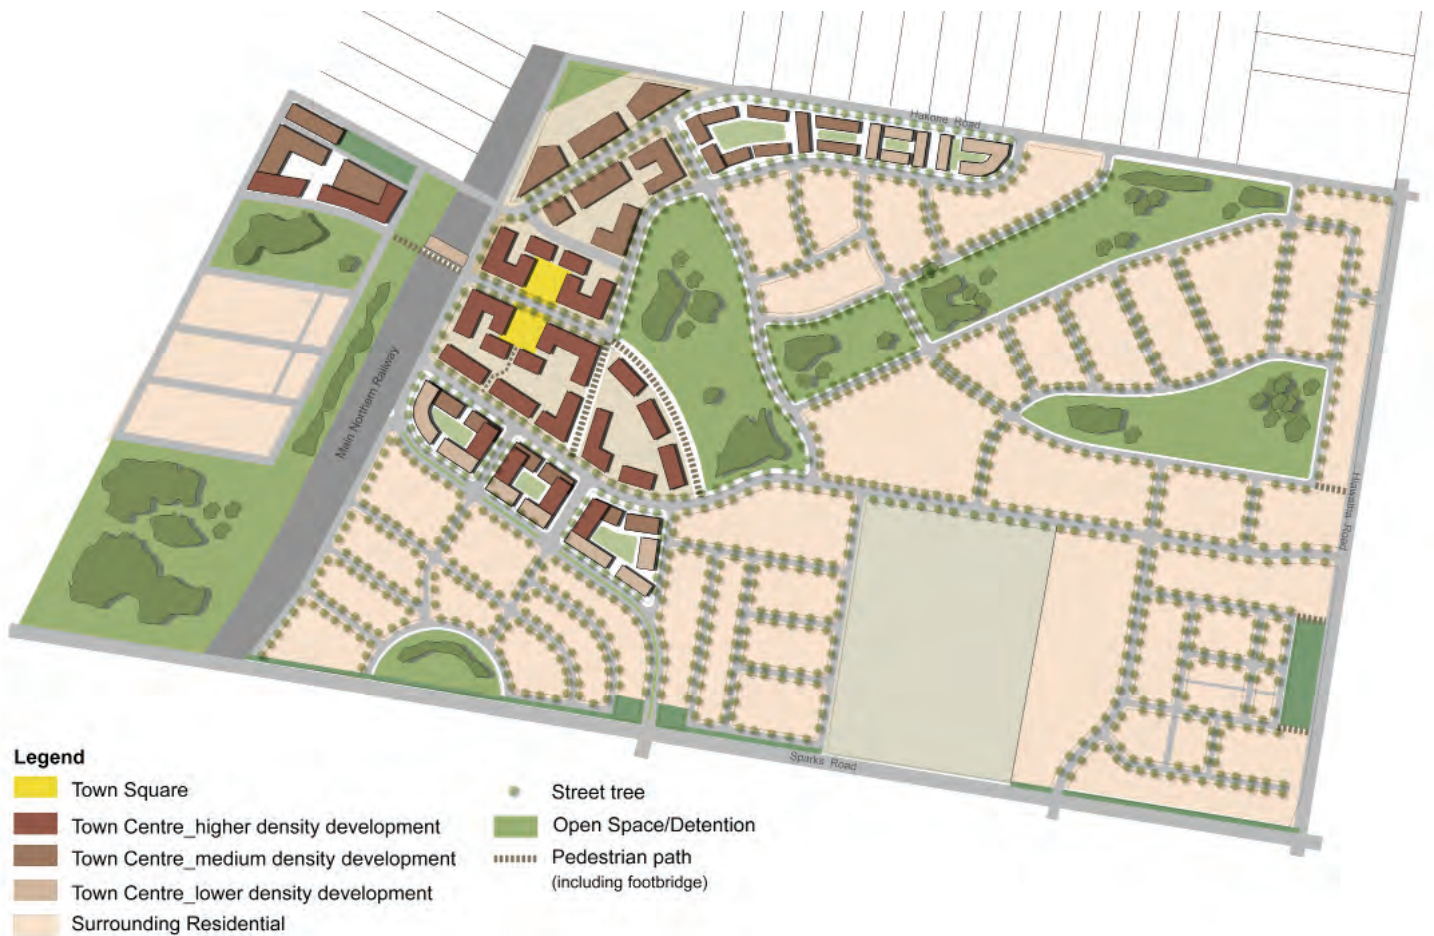 Hakone Road
Main Northern Railway
Hiawatha Road
Sparks Road
Legend
Town Square
Town Centre_higher density development
Town Centre_medium density development
Town Centre_lower density development
Surrounding Residential
Street tree
Open Space/Detention
Pedestrian path
(including footbridge)